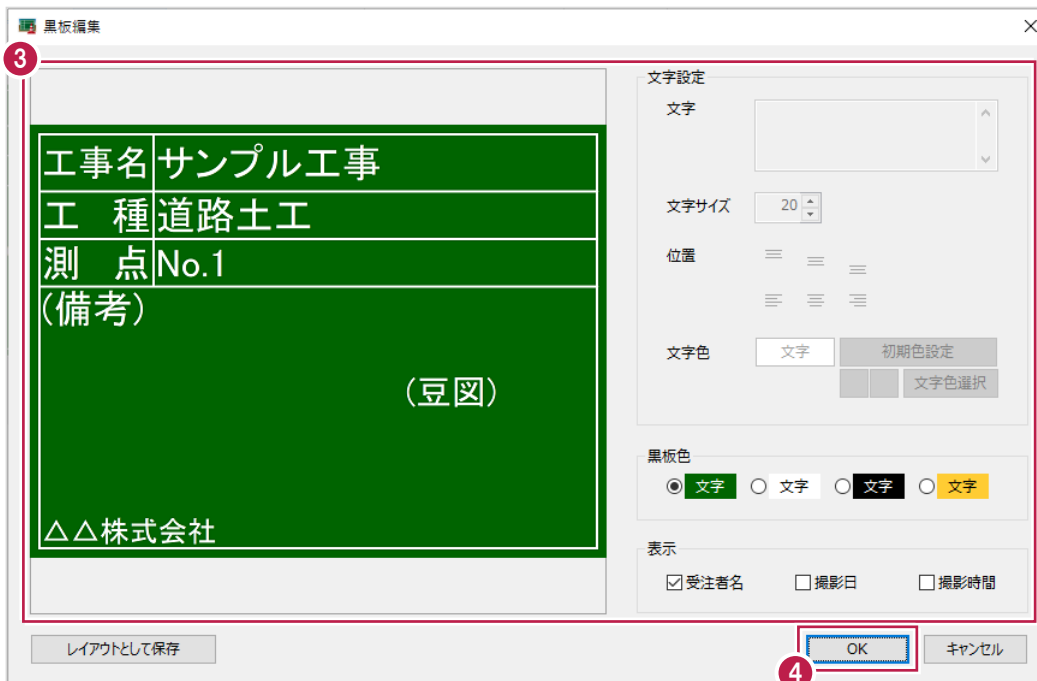 黒板編集
3
工事名 サンプル工事
工 種 道路土工
測 点 No.1
(備考)
(豆図)
△△株式会社
文字設定
文字
文字サイズ 20
位置
文字色 文字 初期色設定
文字色選択
黒板色
文字 文字 文字 文字
表示
受注者名 撮影日 撮影時間
レイアウトとして保存 OK キャンセル
4